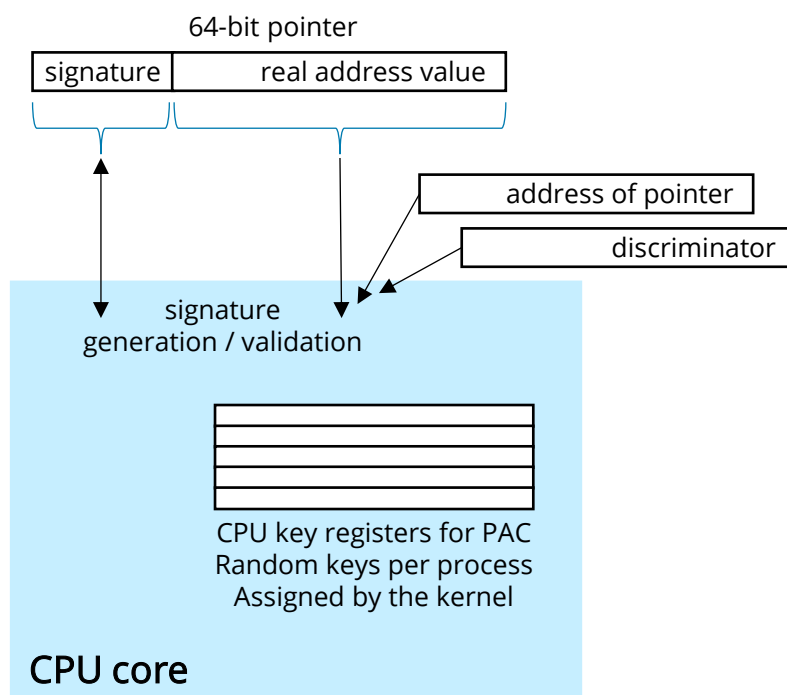 64-bit pointer
signature
real address value
address of pointer
discriminator
signature
generation / validation
CPU key registers for PAC
Random keys per process
Assigned by the kernel
CPU core